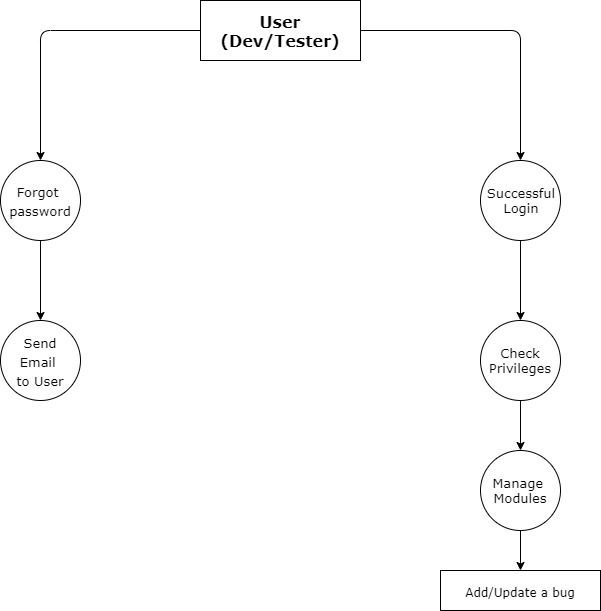 User
(Dev/Tester)
Forgot
password
Successful
Login
Send
Email
to User
Check
Privileges
Manage
Modules
Add/Update a bug